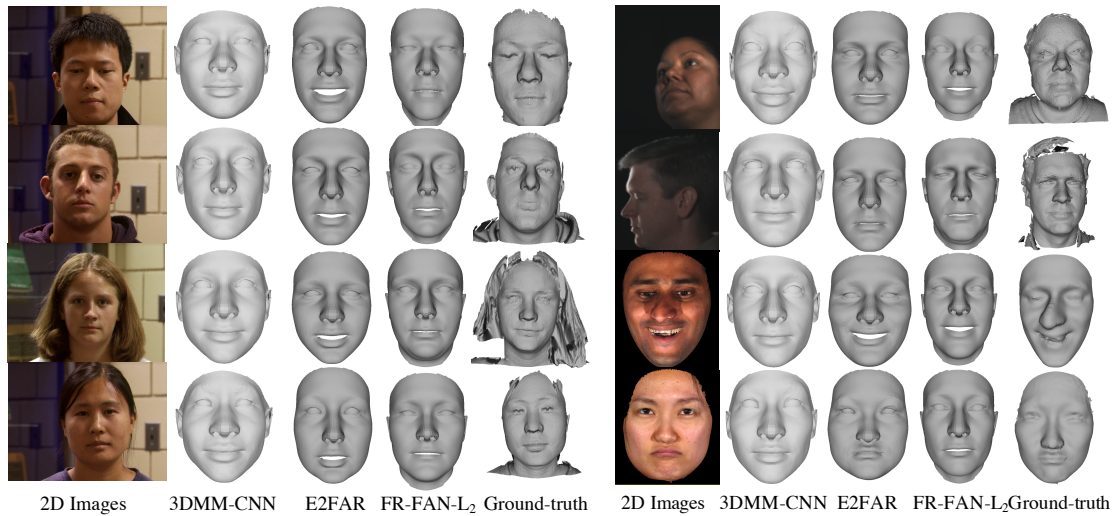 2D Images 3DMM-CNN E2FAR FR-FAN-L₂ Ground-truth 2D Images 3DMM-CNN E2FAR FR-FAN-L₂Ground-truth